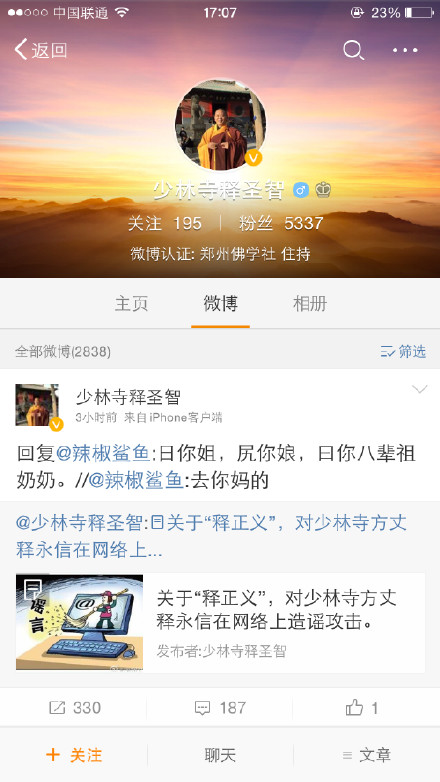 中国联通 17:07 23%
返回
少林寺释圣智
关注 195 | 粉丝 5337
微博认证: 郑州佛学社 住持
主页 微博 相册
全部微博(2838) 筛选
少林寺释圣智
3小时前 来自iPhone客户端
回复@辣椒鲨鱼:日你姐，尻你娘，日你八辈祖
奶奶。//@辣椒鲨鱼:去你妈的
@少林寺释圣智:关于“释正义”，对少林寺方丈
释永信在网络上...
谣言
@
关于“释正义”，对少林寺方丈
释永信在网络上造谣攻击。
发布者:少林寺释圣智
330 187 1
+ 关注 聊天 文章